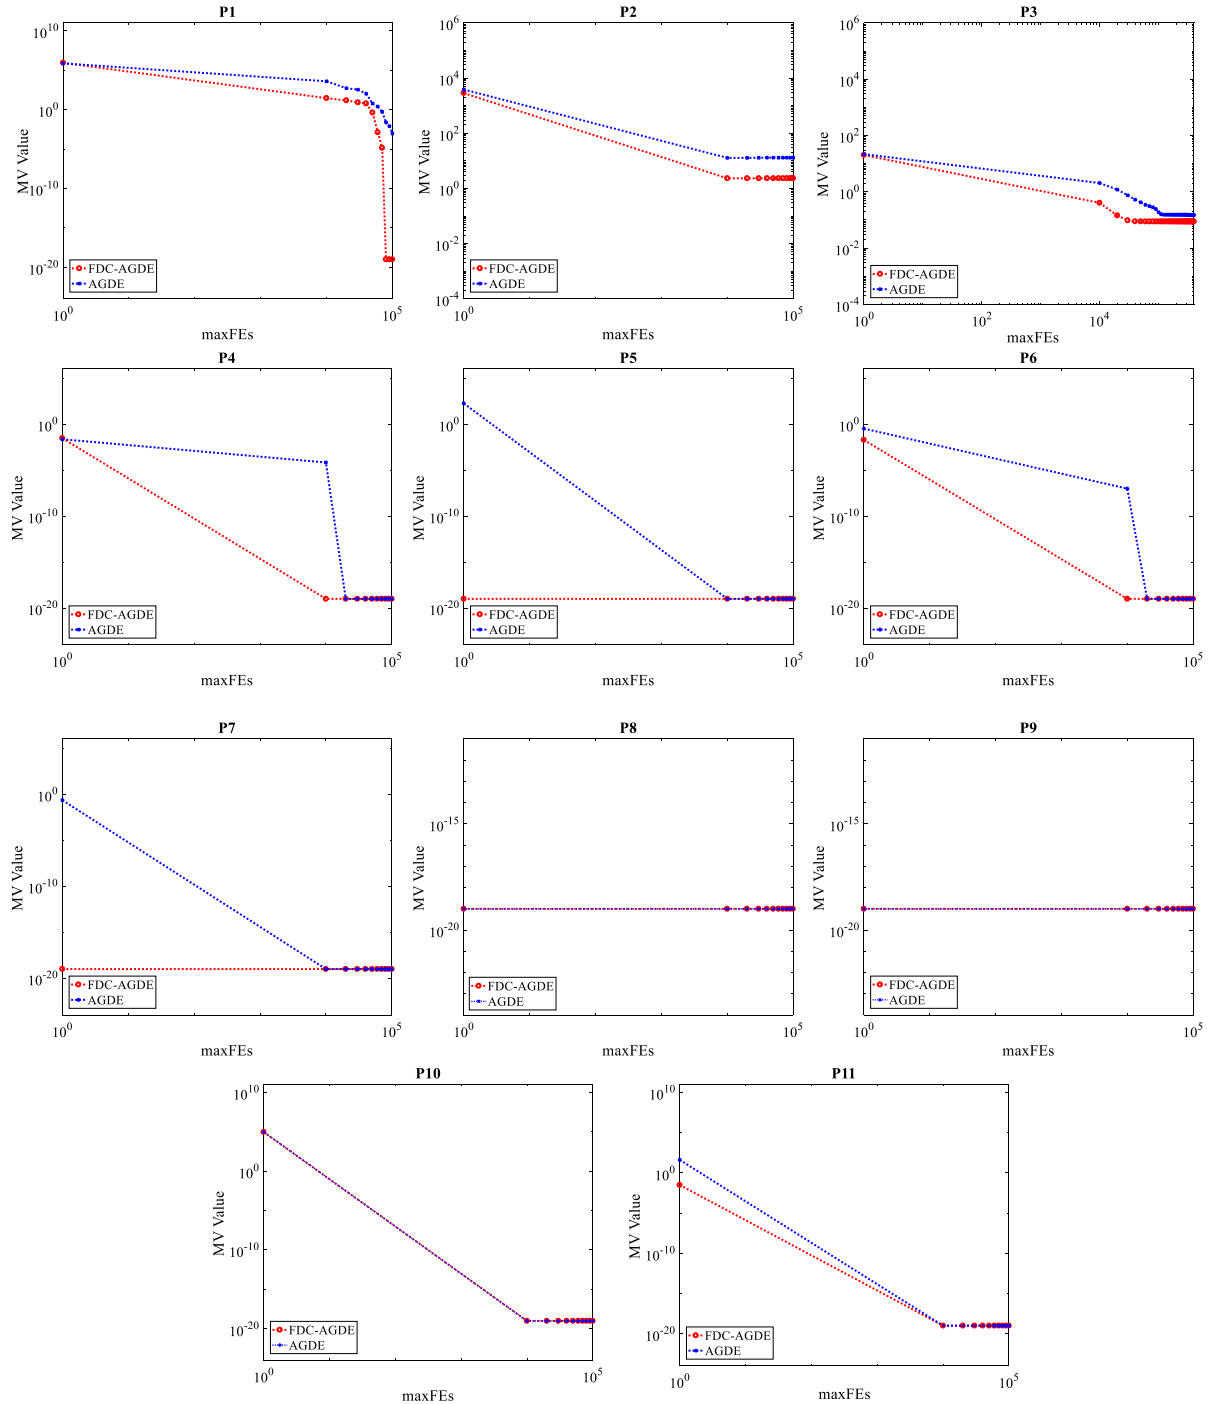 P1
10^10
10^0
10^-10
10^-20
MV Value
FDC-AGDE
AGDE
10^0
10^5
maxFEs
P2
10^6
10^4
10^2
10^0
10^-2
10^-4
MV Value
FDC-AGDE
AGDE
10^0
10^5
maxFEs
P3
10^6
10^4
10^2
10^0
10^-2
10^-4
MV Value
FDC-AGDE
AGDE
10^0
10^2
10^4
maxFEs
P4
10^0
10^-10
10^-20
MV Value
FDC-AGDE
AGDE
10^0
10^5
maxFEs
P5
10^0
10^-10
10^-20
MV Value
FDC-AGDE
AGDE
10^0
10^5
maxFEs
P6
10^0
10^-10
10^-20
MV Value
FDC-AGDE
AGDE
10^0
10^5
maxFEs
P7
10^0
10^-10
10^-20
MV Value
FDC-AGDE
AGDE
10^0
10^5
maxFEs
P8
10^-15
10^-20
MV Value
FDC-AGDE
AGDE
10^0
10^5
maxFEs
P9
10^-15
10^-20
MV Value
FDC-AGDE
AGDE
10^0
10^5
maxFEs
P10
10^10
10^0
10^-10
10^-20
MV Value
FDC-AGDE
AGDE
10^0
10^5
maxFEs
P11
10^10
10^0
10^-10
10^-20
MV Value
FDC-AGDE
AGDE
10^0
10^5
maxFEs